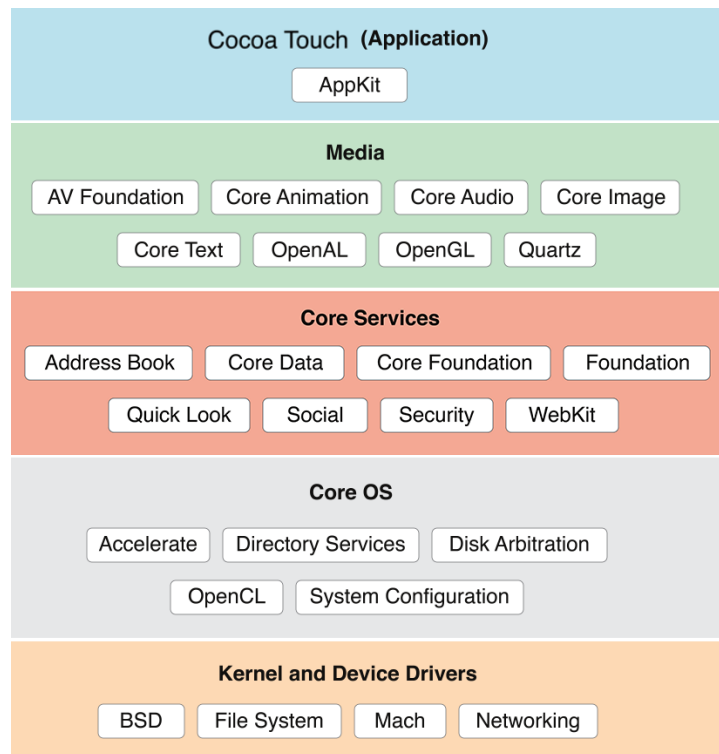 Cocoa Touch (Application)
AppKit
Media
AV Foundation Core Animation Core Audio Core Image
Core Text OpenAL OpenGL Quartz
Core Services
Address Book Core Data Core Foundation Foundation
Quick Look Social Security WebKit
Core OS
Accelerate Directory Services Disk Arbitration
OpenCL System Configuration
Kernel and Device Drivers
BSD File System Mach Networking